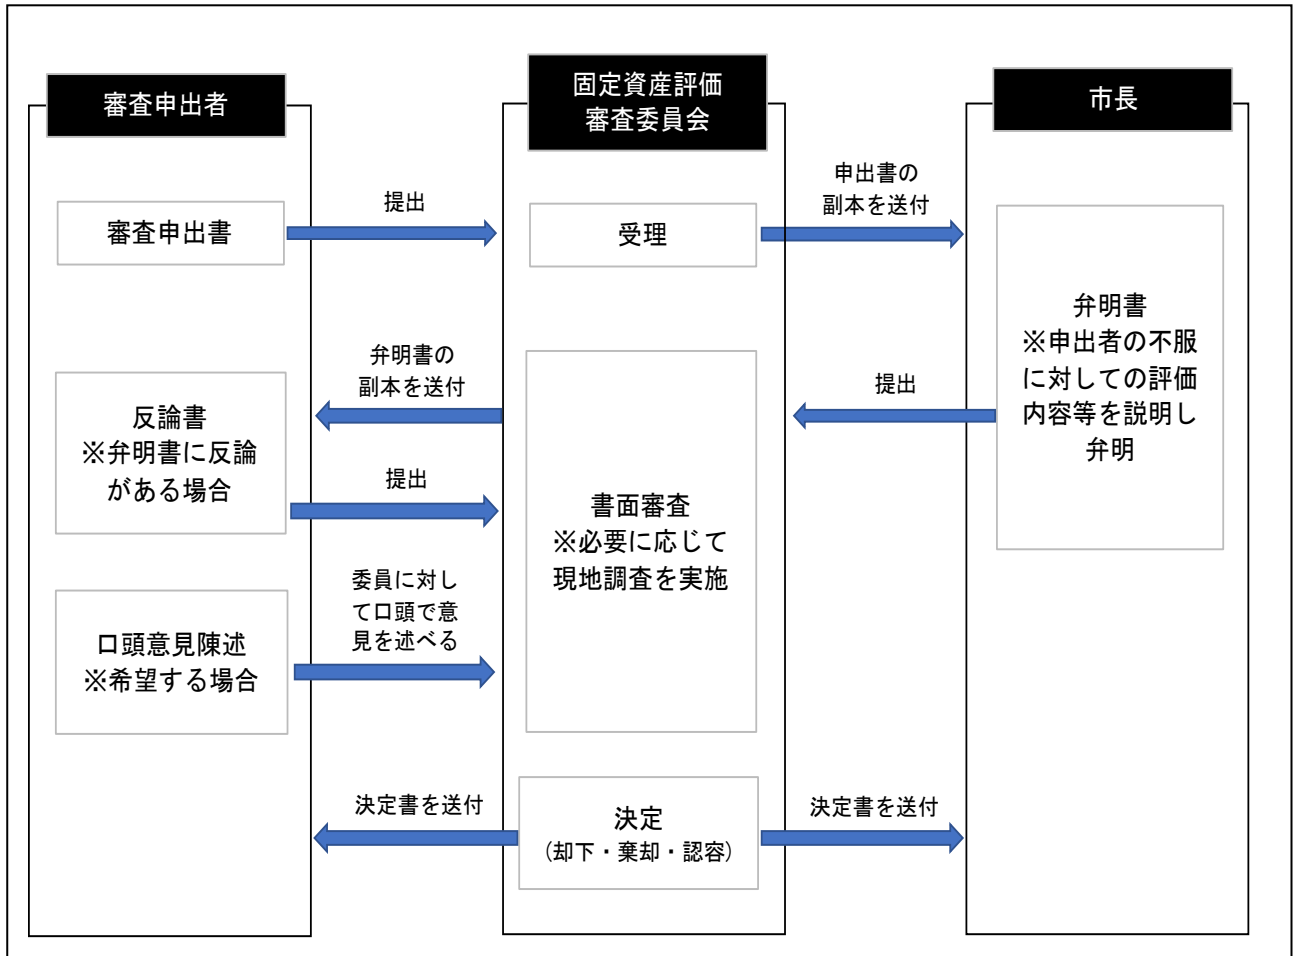 審査申出者
固定資産評価
審査委員会
市長
審査申出書
提出
受理
申出書の
副本を送付
弁明書
※申出者の不服
に対しての評価
内容等を説明し
弁明
提出
弁明書の
副本を送付
反論書
※弁明書に反論
がある場合
提出
書面審査
※必要に応じて
現地調査を実施
口頭意見陳述
※希望する場合
委員に対し
て口頭で意
見を述べる
決定書を送付
決定
（却下・棄却・認容）
決定書を送付